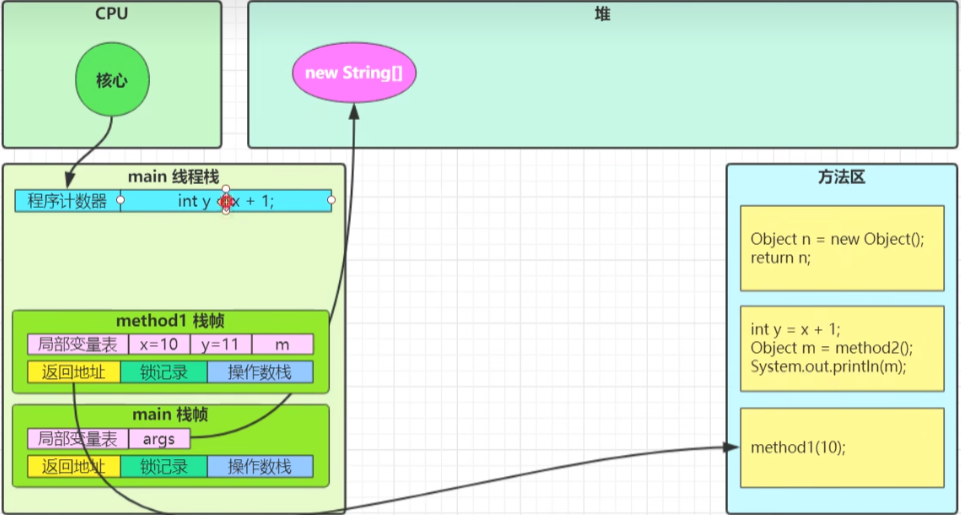 CPU
核心
堆
new String[]
main 线程栈
程序计数器
int y = x + 1;
method1 栈帧
局部变量表
x=10
y=11
m
返回地址
锁记录
操作数栈
main 栈帧
局部变量表
args
返回地址
锁记录
操作数栈
方法区
Object n = new Object();
return n;
int y = x + 1;
Object m = method2();
System.out.println(m);
method1(10);